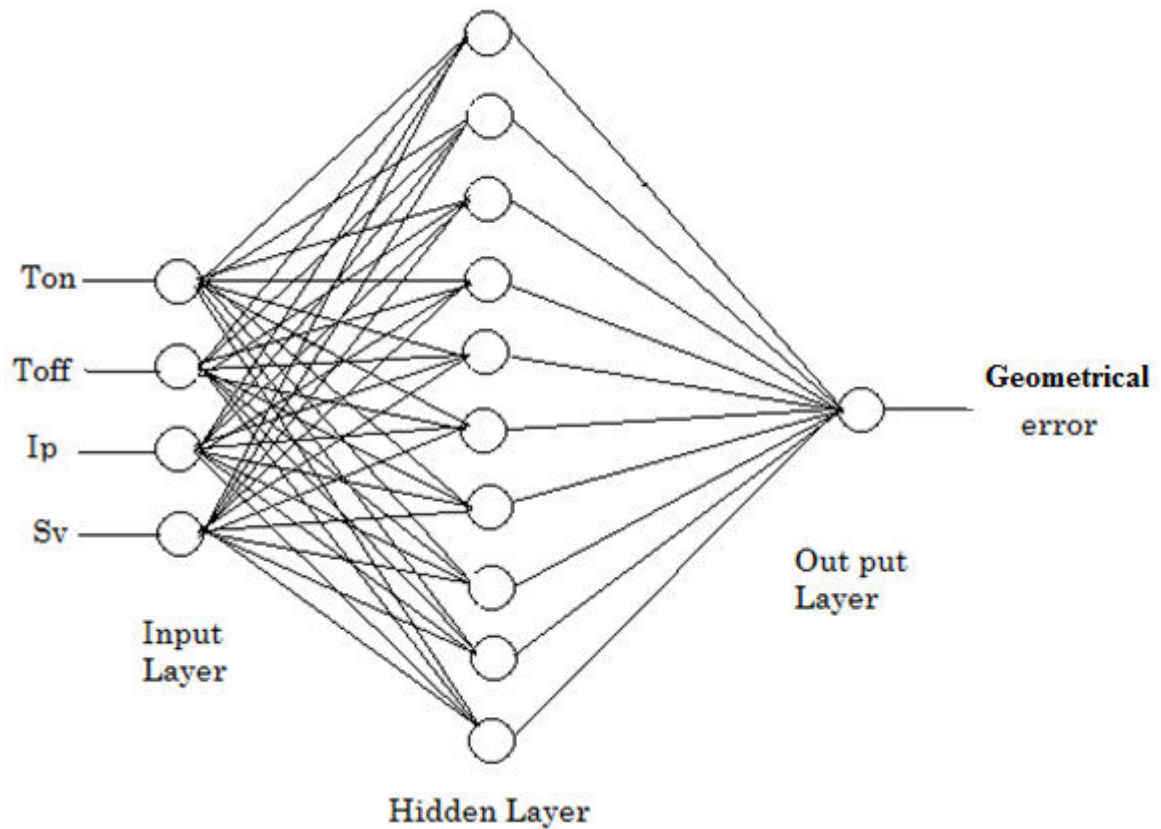 Ton
Toff
Ip
Sv
Input
Layer
Hidden Layer
Out put
Layer
Geometrical
error